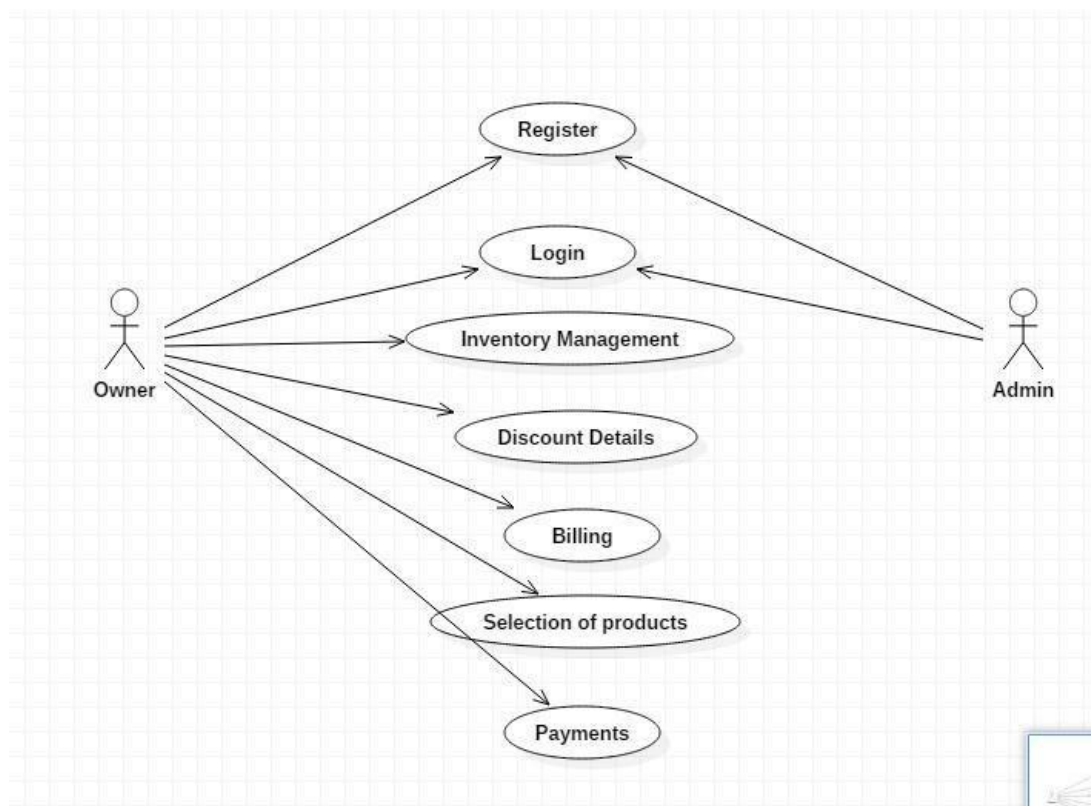 Register
Login
Inventory Management
Owner
Admin
Discount Details
Billing
Selection of products
Payments